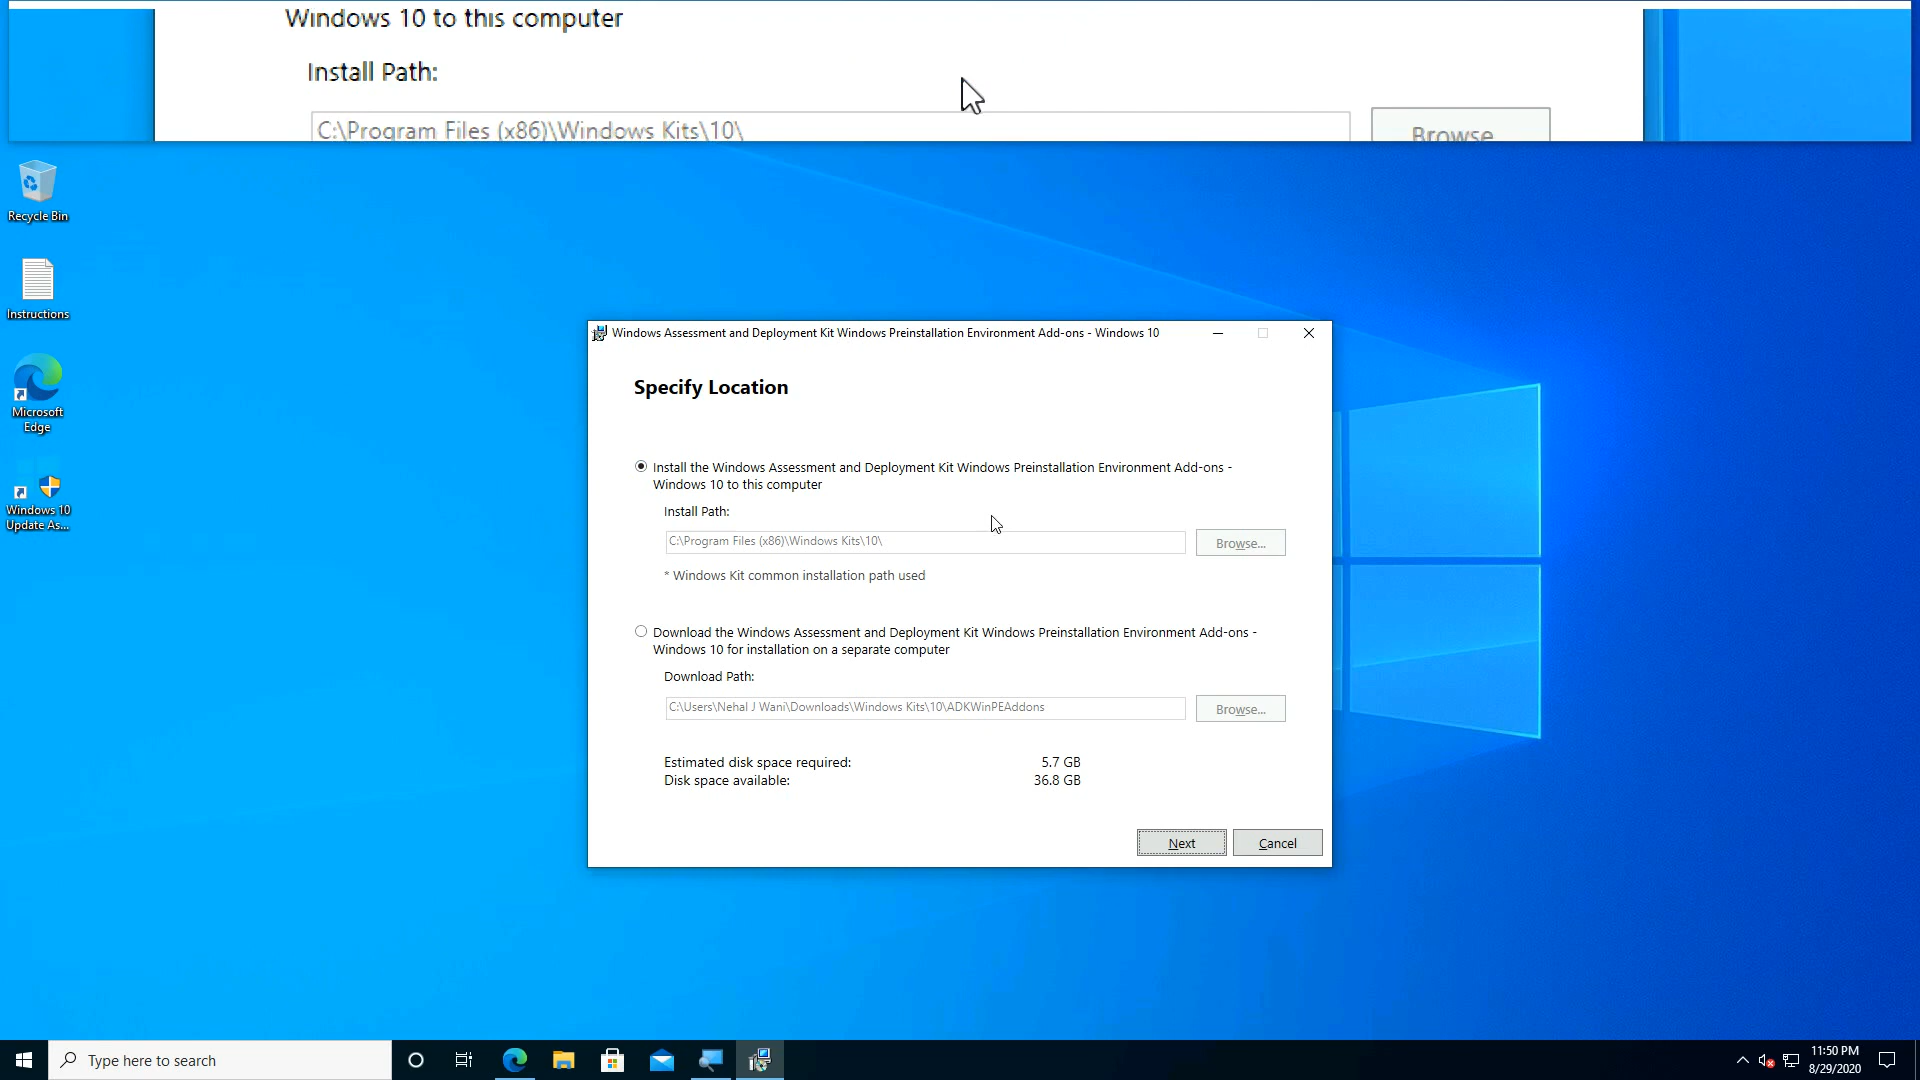 Windows 10 to this computer
Install Path:
C:\Program Files (x86)\Windows Kits\10\
Browse...
Recycle Bin
Instructions
Microsoft
Edge
Windows 10
Update As...
Windows Assessment and Deployment Kit Windows Preinstallation Environment Add-ons - Windows 10
Specify Location
Install the Windows Assessment and Deployment Kit Windows Preinstallation Environment Add-ons -
Windows 10 to this computer
Install Path:
C:\Program Files (x86)\Windows Kits\10\
Browse...
* Windows Kit common installation path used
Download the Windows Assessment and Deployment Kit Windows Preinstallation Environment Add-ons -
Windows 10 for installation on a separate computer
Download Path:
C:\Users\Nehal J Wani\Downloads\Windows Kits\10\ADKWinPEAddons
Browse...
Estimated disk space required: 5.7 GB
Disk space available: 36.8 GB
Next
Cancel
Type here to search
11:50 PM
8/29/2020